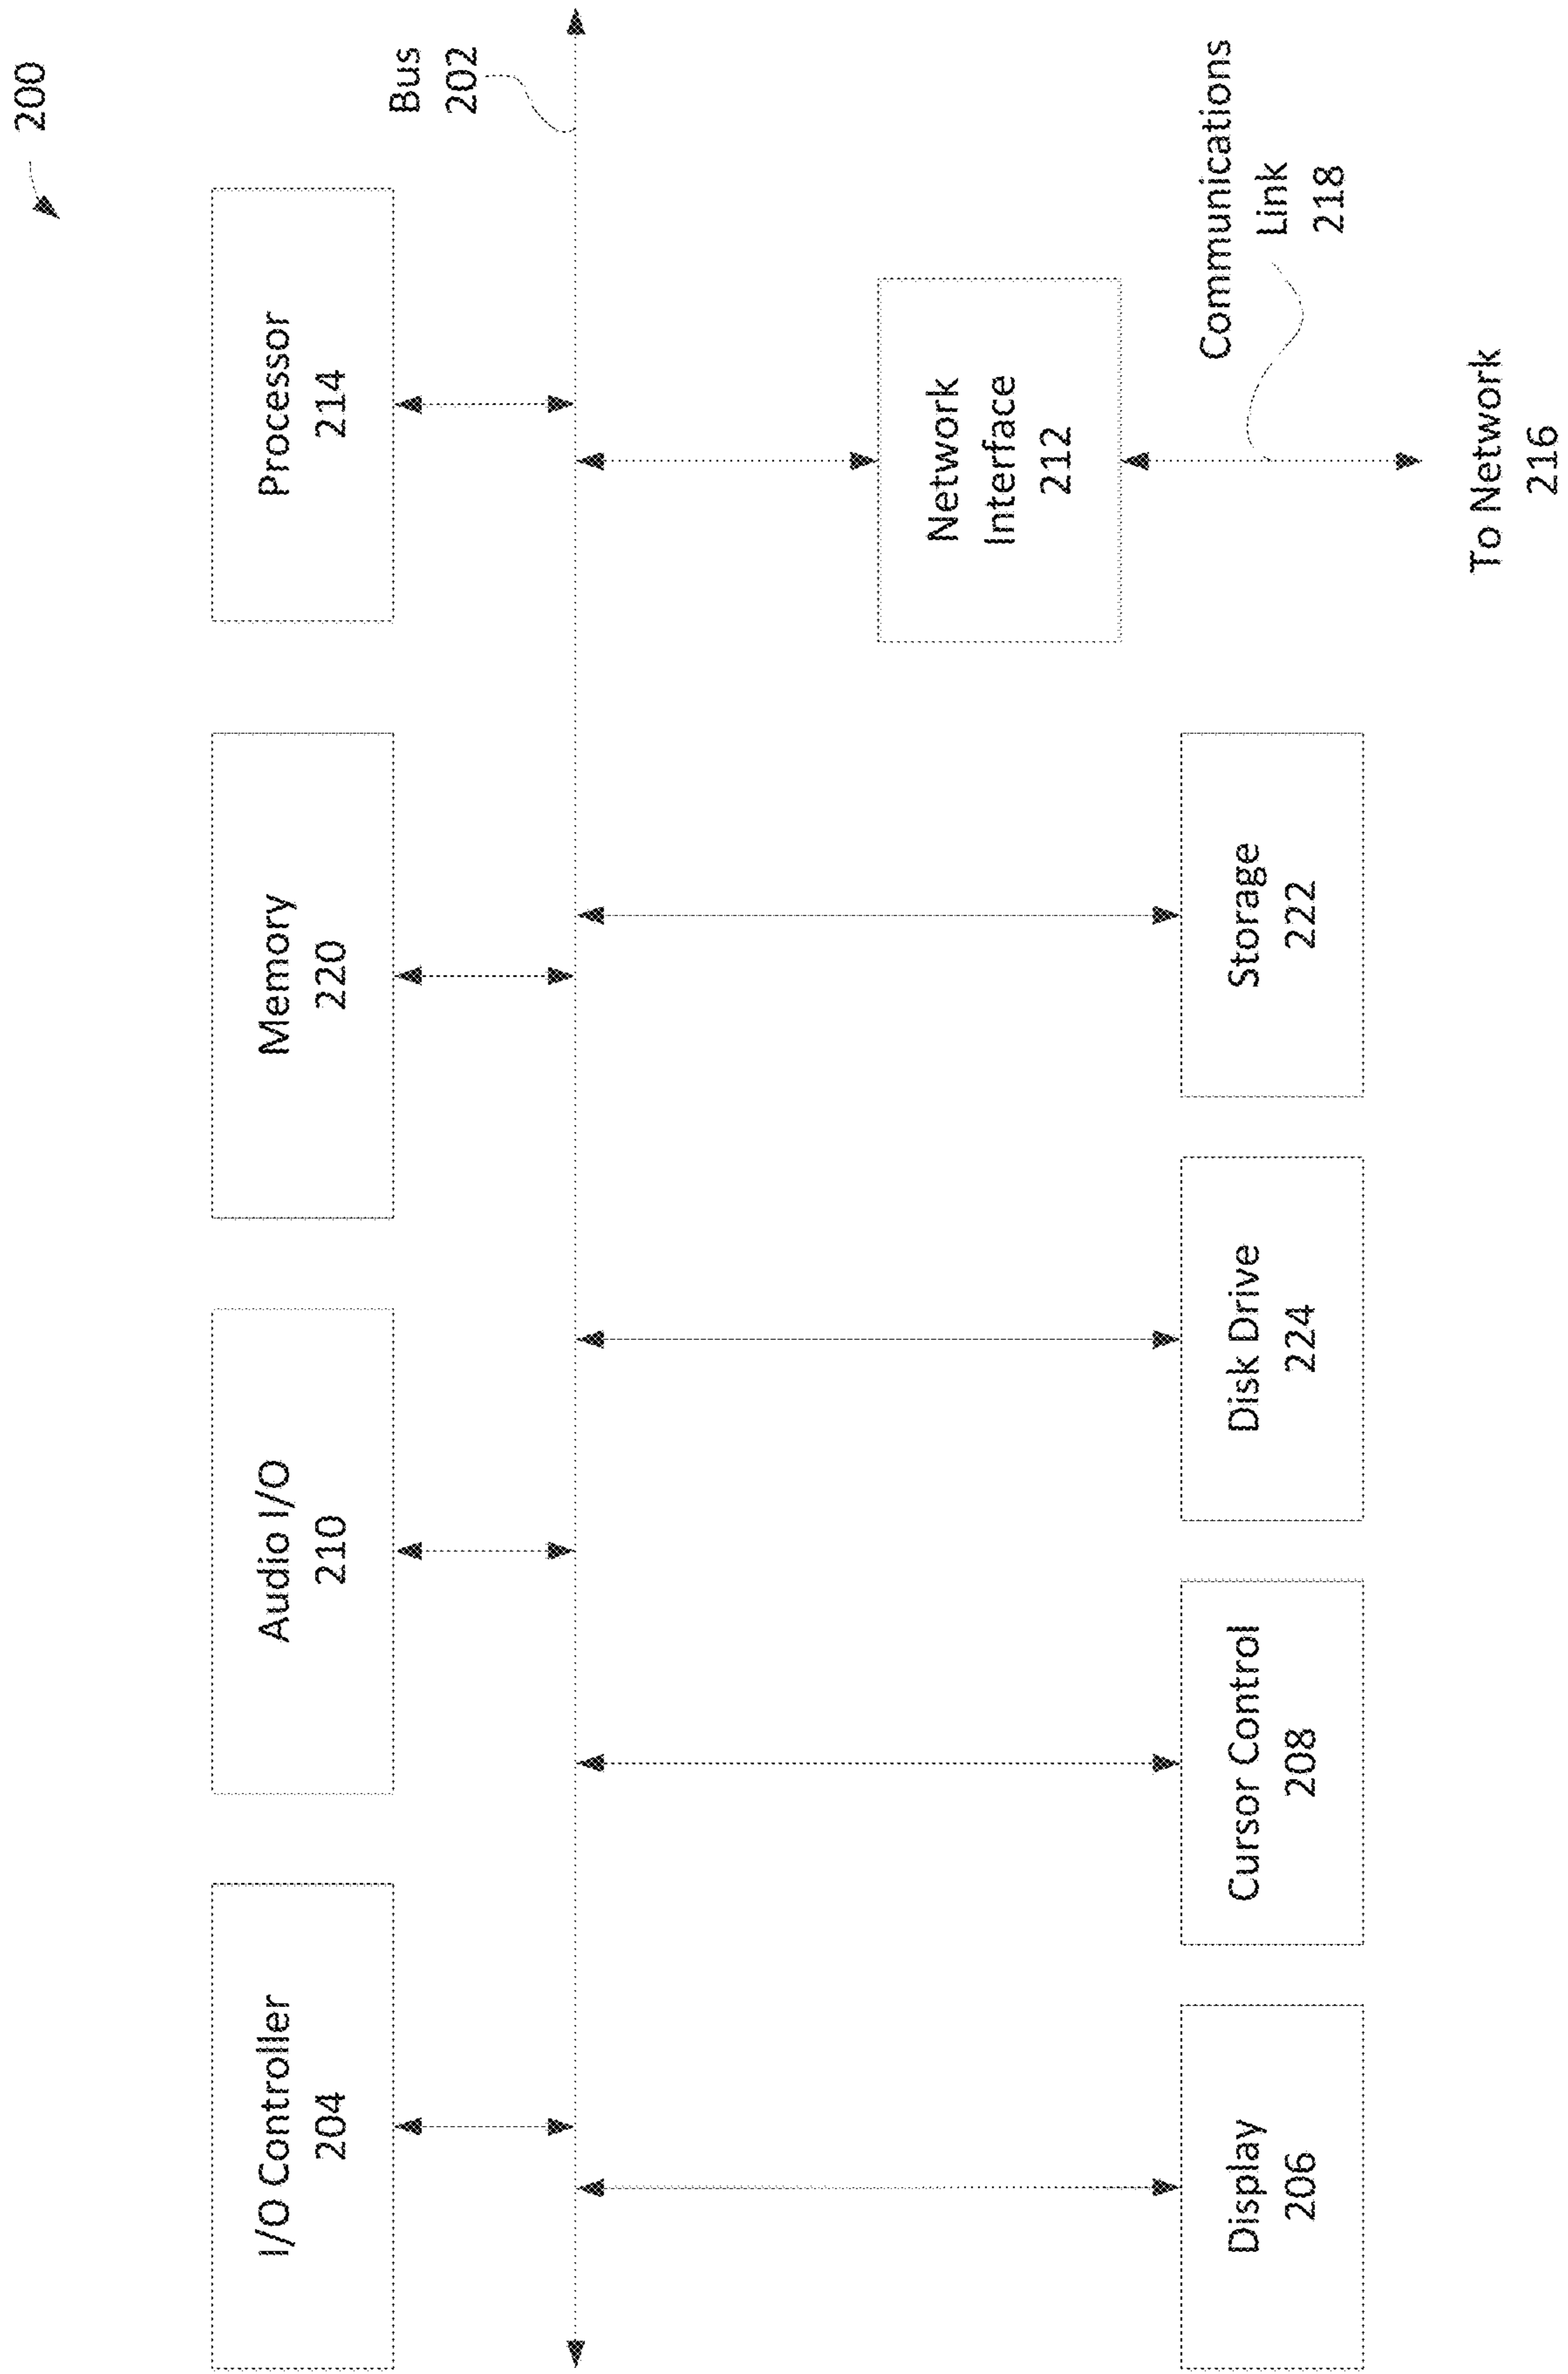 200
I/O Controller
204
Audio I/O
210
Memory
220
Processor
214
Bus
202
Network
Interface
212
Communications
Link
218
Display
206
Cursor Control
208
Disk Drive
224
Storage
222
To Network
216